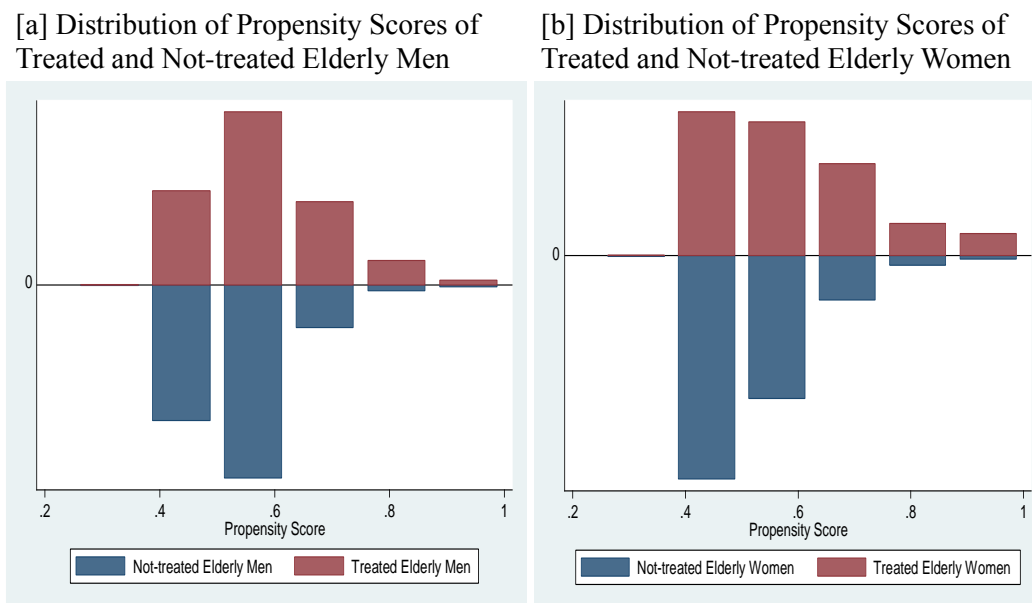 [a] Distribution of Propensity Scores of
Treated and Not-treated Elderly Men
0
.2 .4 .6 .8 1
Propensity Score
Not-treated Elderly Men Treated Elderly Men
[b] Distribution of Propensity Scores of
Treated and Not-treated Elderly Women
0
.2 .4 .6 .8 1
Propensity Score
Not-treated Elderly Women Treated Elderly Women